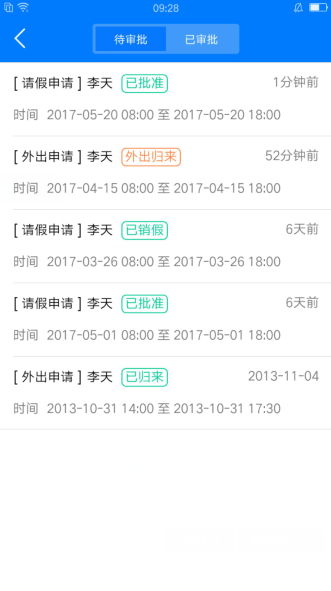 09:28
待审批 已审批
[ 请假申请 ] 李天 已批准 1分钟前
时间 2017-05-20 08:00 至 2017-05-20 18:00
[ 外出申请 ] 李天 外出归来 52分钟前
时间 2017-04-15 08:00 至 2017-04-15 18:00
[ 请假申请 ] 李天 已销假 6天前
时间 2017-03-26 08:00 至 2017-03-26 18:00
[ 请假申请 ] 李天 已批准 6天前
时间 2017-05-01 08:00 至 2017-05-01 18:00
[ 外出申请 ] 李天 已归来 2013-11-04
时间 2013-10-31 14:00 至 2013-10-31 17:30